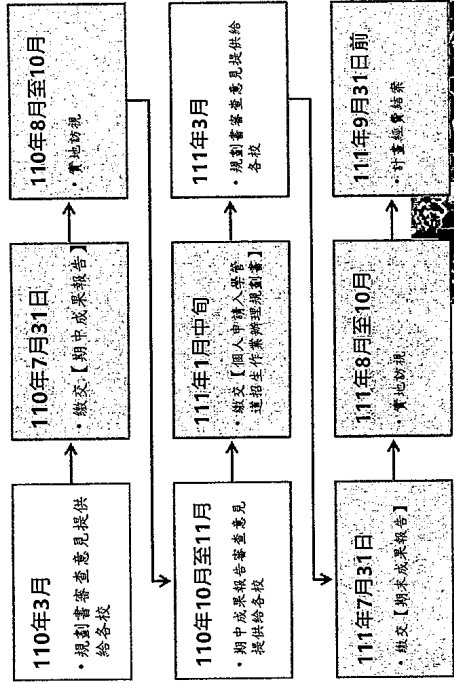 110年3月
• 規劃書審查意見提供
給各校
110年7月31日
• 繳交【期中成果報告】
110年8月至10月
• 實地訪視
110年10月至11月
• 期中成果報告審查意見
提供給各校
111年1月中旬
• 繳交【個人申請入學管
道招生作業辦理規劃書】
111年3月
• 規劃書審查意見提供給
各校
111年7月31日
• 繳交【期末成果報告】
111年8月至10月
• 實地訪視
111年9月31日前
• 計畫經費結案